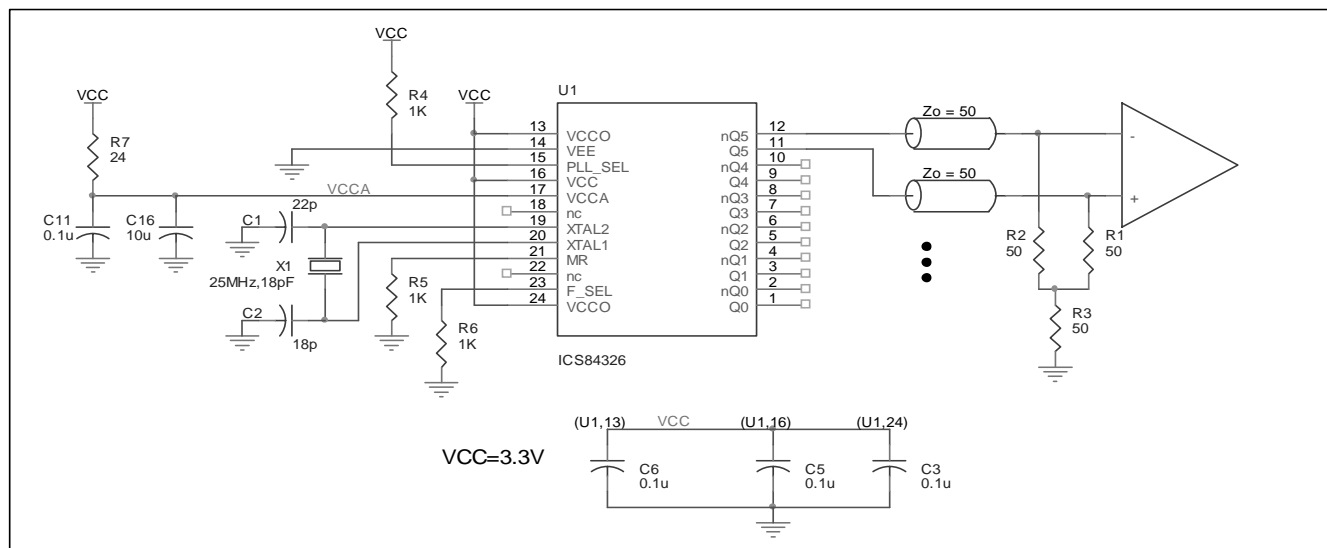 VCC
VCC
R4
1K
VCC
R7
24
VCCA
C11
0.1u
C16
10u
C1
22p
X1
25MHz,18pF
C2
18p
R5
1K
R6
1K
U1
13 VCCO
14 VEE
15 PLL_SEL
16 VCC
17 VCCA
18 nc
19 XTAL2
20 XTAL1
21 MR
22 nc
23 F_SEL
24 VCCO
nQ5 12
Q5 11
nQ4 10
Q4 9
nQ3 8
Q3 7
nQ2 6
Q2 5
nQ1 4
Q1 3
nQ0 2
Q0 1
ICS84326
Zo = 50
Zo = 50
-
+
R2
50
R1
50
R3
50
VCC=3.3V
(U1,13)
VCC
(U1,16)
(U1,24)
C6
0.1u
C5
0.1u
C3
0.1u